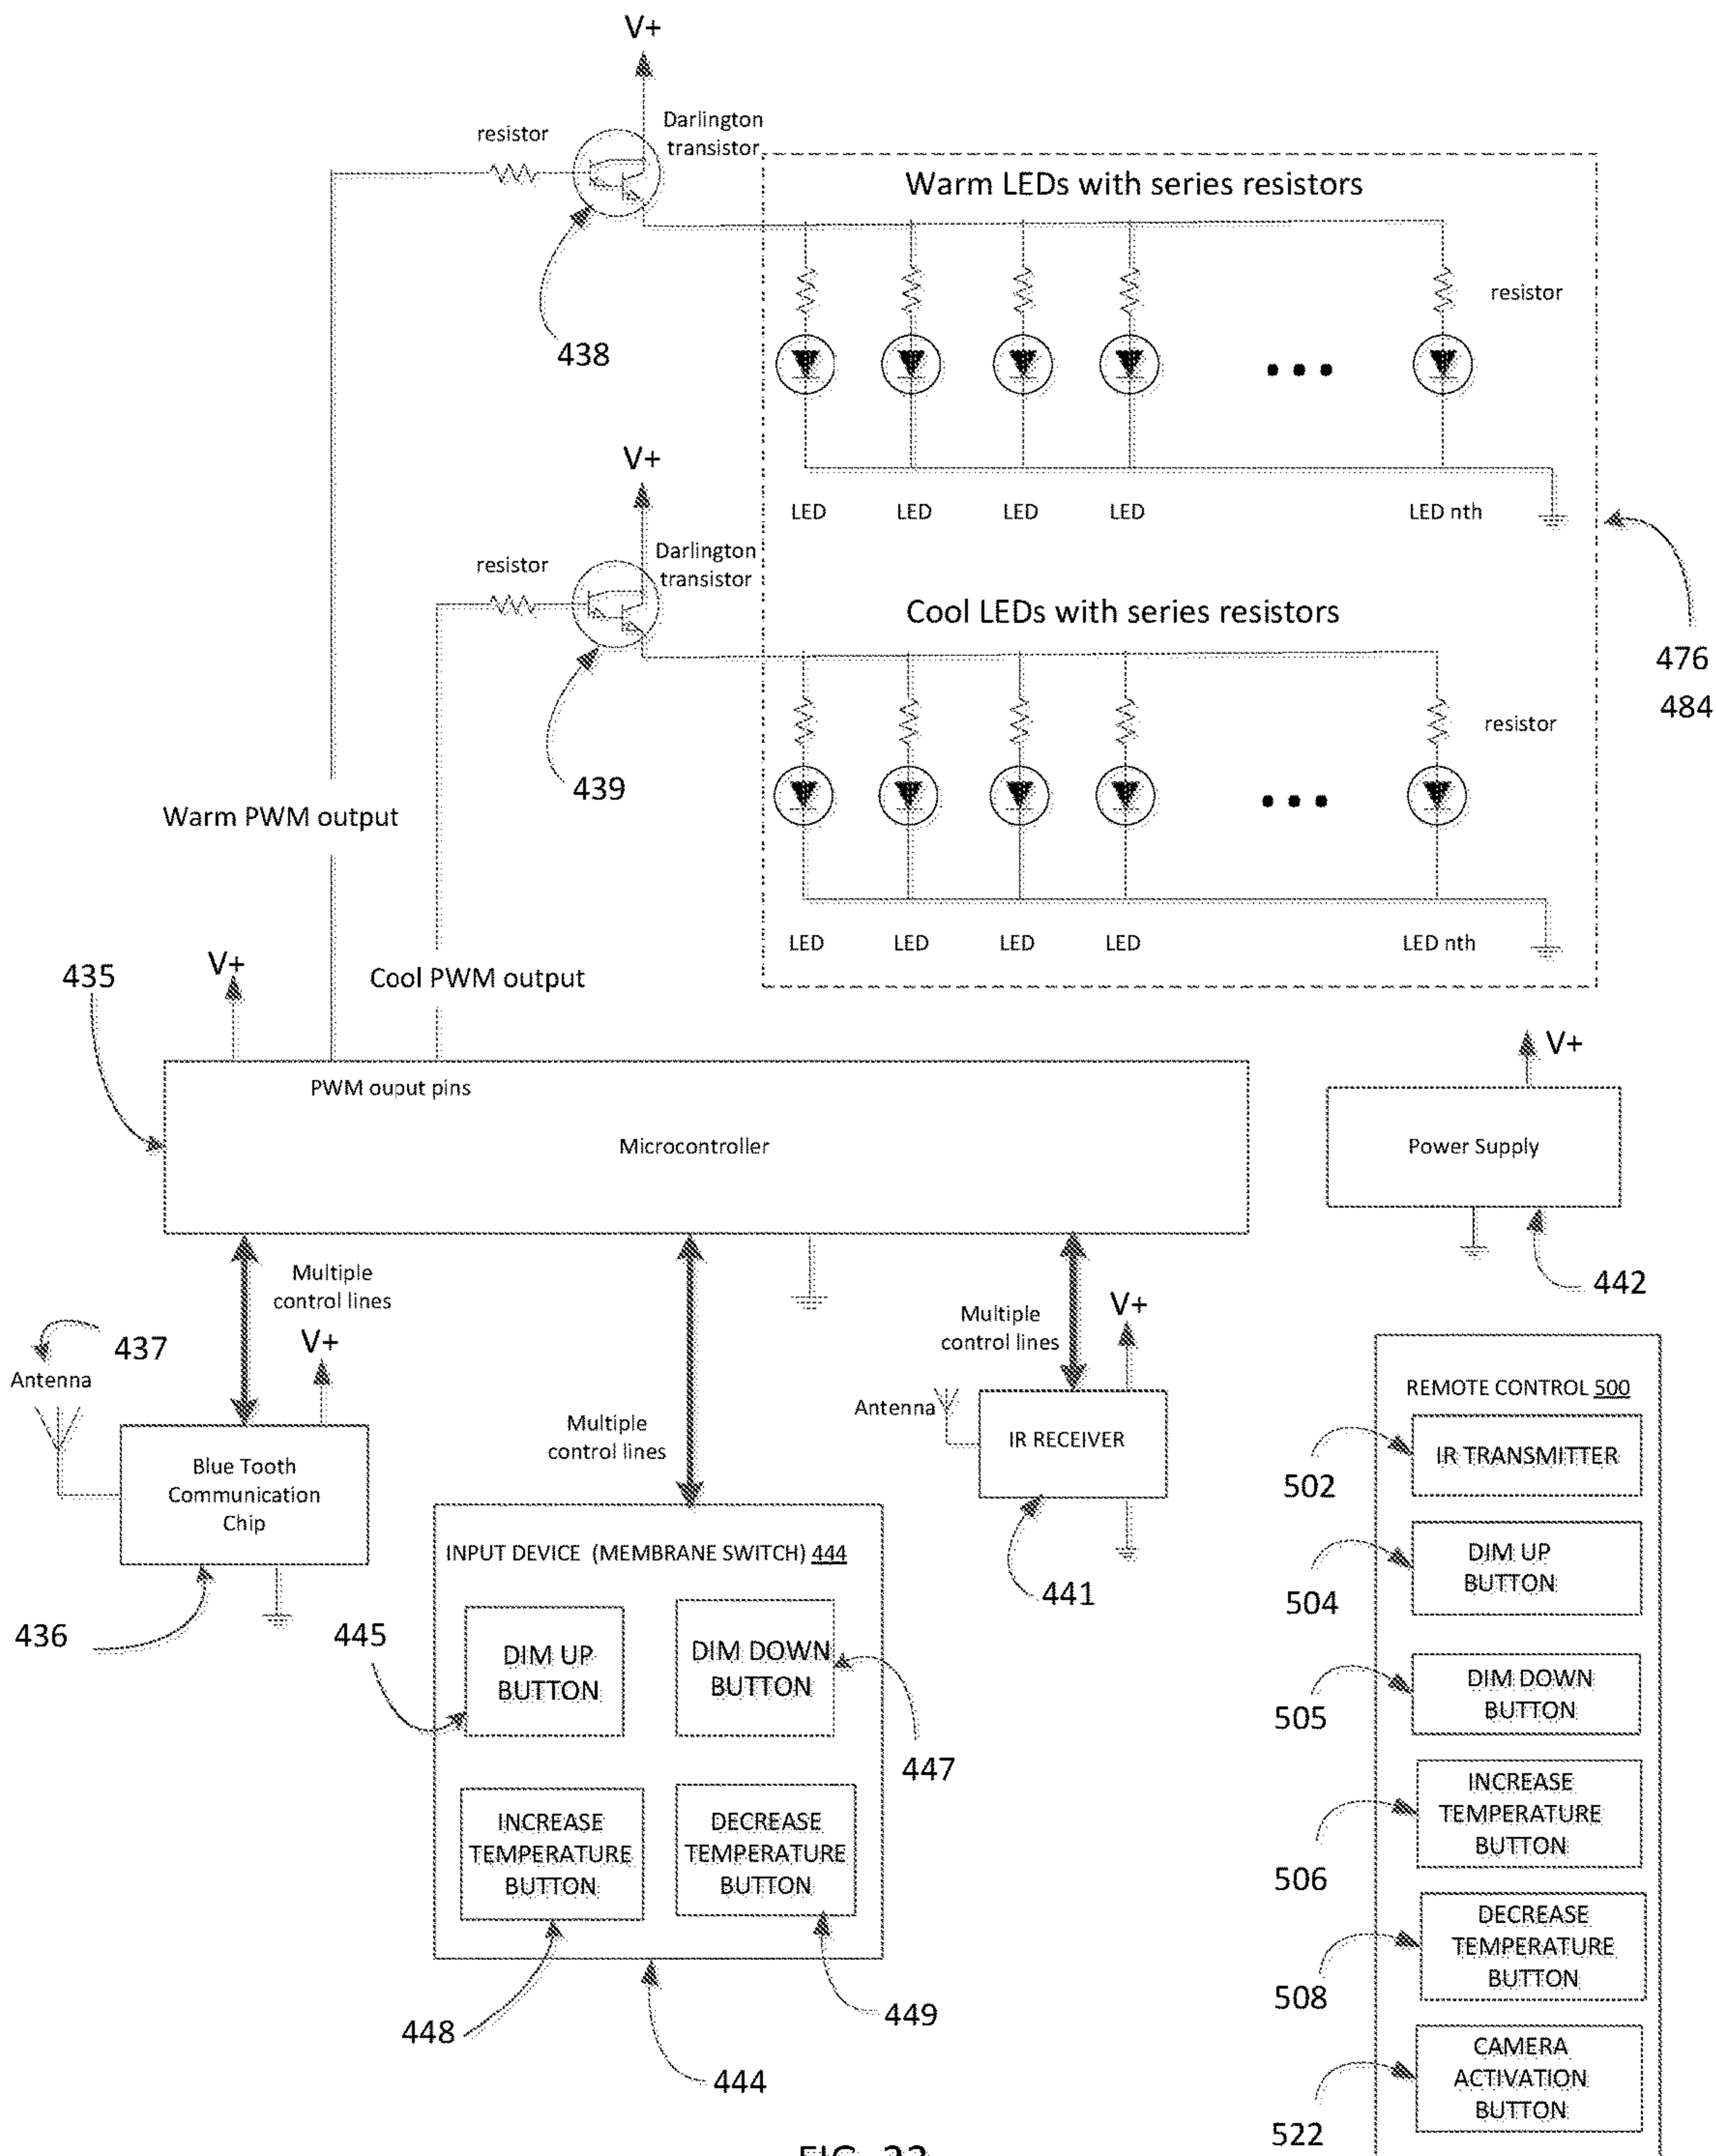 V+
resistor
Darlington
transistor
Warm LEDs with series resistors
resistor
438
LED LED LED LED LED nth
V+
resistor
Darlington
transistor
Cool LEDs with series resistors
476
484
resistor
439
Warm PWM output
LED LED LED LED LED nth
435
V+
Cool PWM output
PWM ouput pins
Microcontroller
V+
Power Supply
442
Multiple
control lines
437
Antenna
V+
Blue Tooth
Communication
Chip
436
Multiple
control lines
Multiple
control lines
V+
Antenna
IR RECEIVER
441
INPUT DEVICE (MEMBRANE SWITCH) 444
445
DIM UP
BUTTON
DIM DOWN
BUTTON
447
INCREASE
TEMPERATURE
BUTTON
DECREASE
TEMPERATURE
BUTTON
448
449
444
REMOTE CONTROL 500
IR TRANSMITTER
502
DIM UP
BUTTON
504
DIM DOWN
BUTTON
505
INCREASE
TEMPERATURE
BUTTON
506
DECREASE
TEMPERATURE
BUTTON
508
CAMERA
ACTIVATION
BUTTON
522